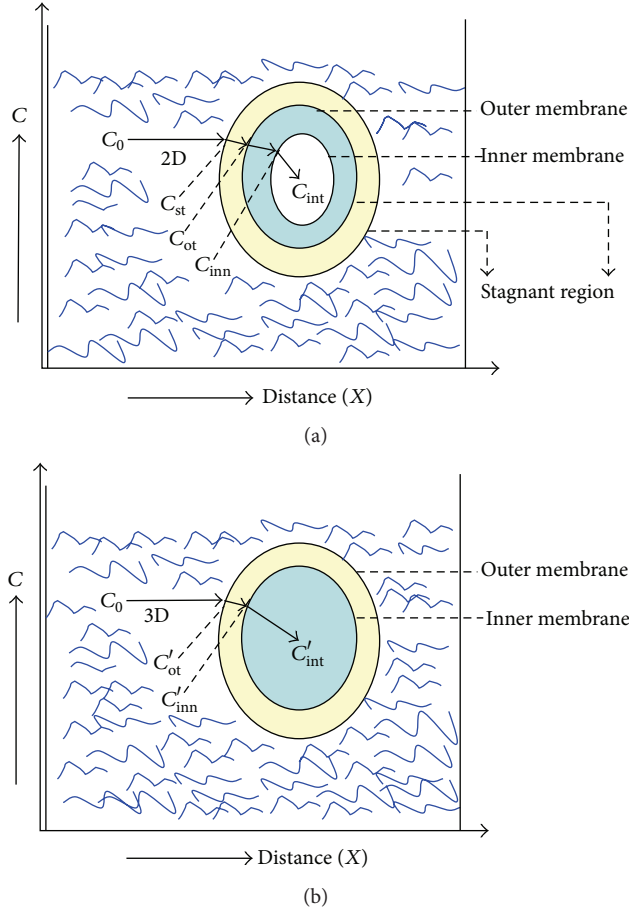 C
C0
2D
Cst
Cot
Cinn
Cint
Outer membrane
Inner membrane
Stagnant region
Distance (X)
(a)
C
C0
3D
C′ot
C′inn
C′int
Outer membrane
Inner membrane
Distance (X)
(b)